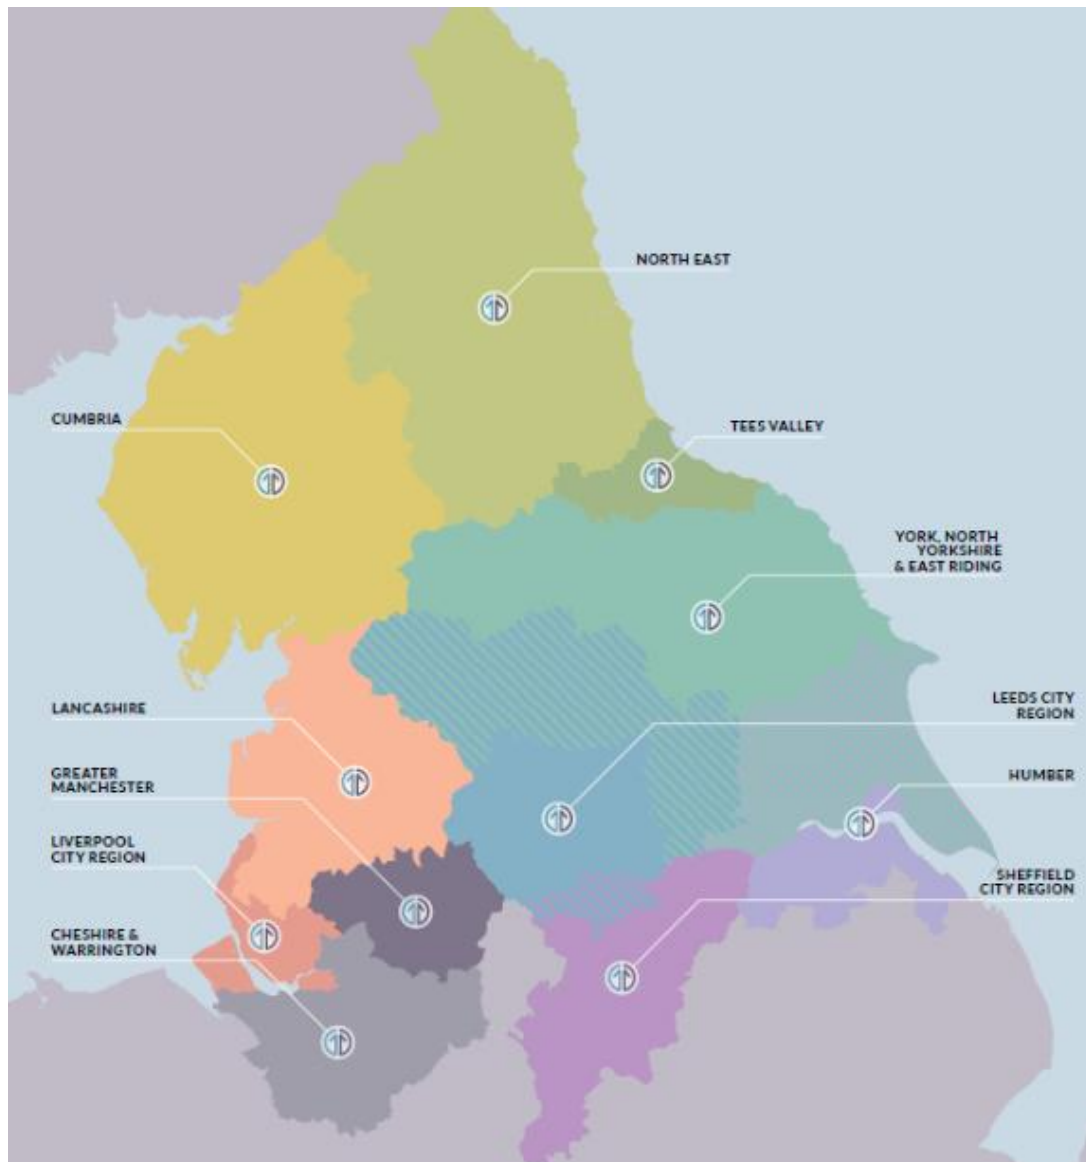 NORTH EAST
CUMBRIA
TEES VALLEY
YORK, NORTH
YORKSHIRE
& EAST RIDING
LANCASHIRE
LEEDS CITY
REGION
GREATER
MANCHESTER
HUMBER
LIVERPOOL
CITY REGION
SHEFFIELD
CITY REGION
CHESHIRE &
WARRINGTON